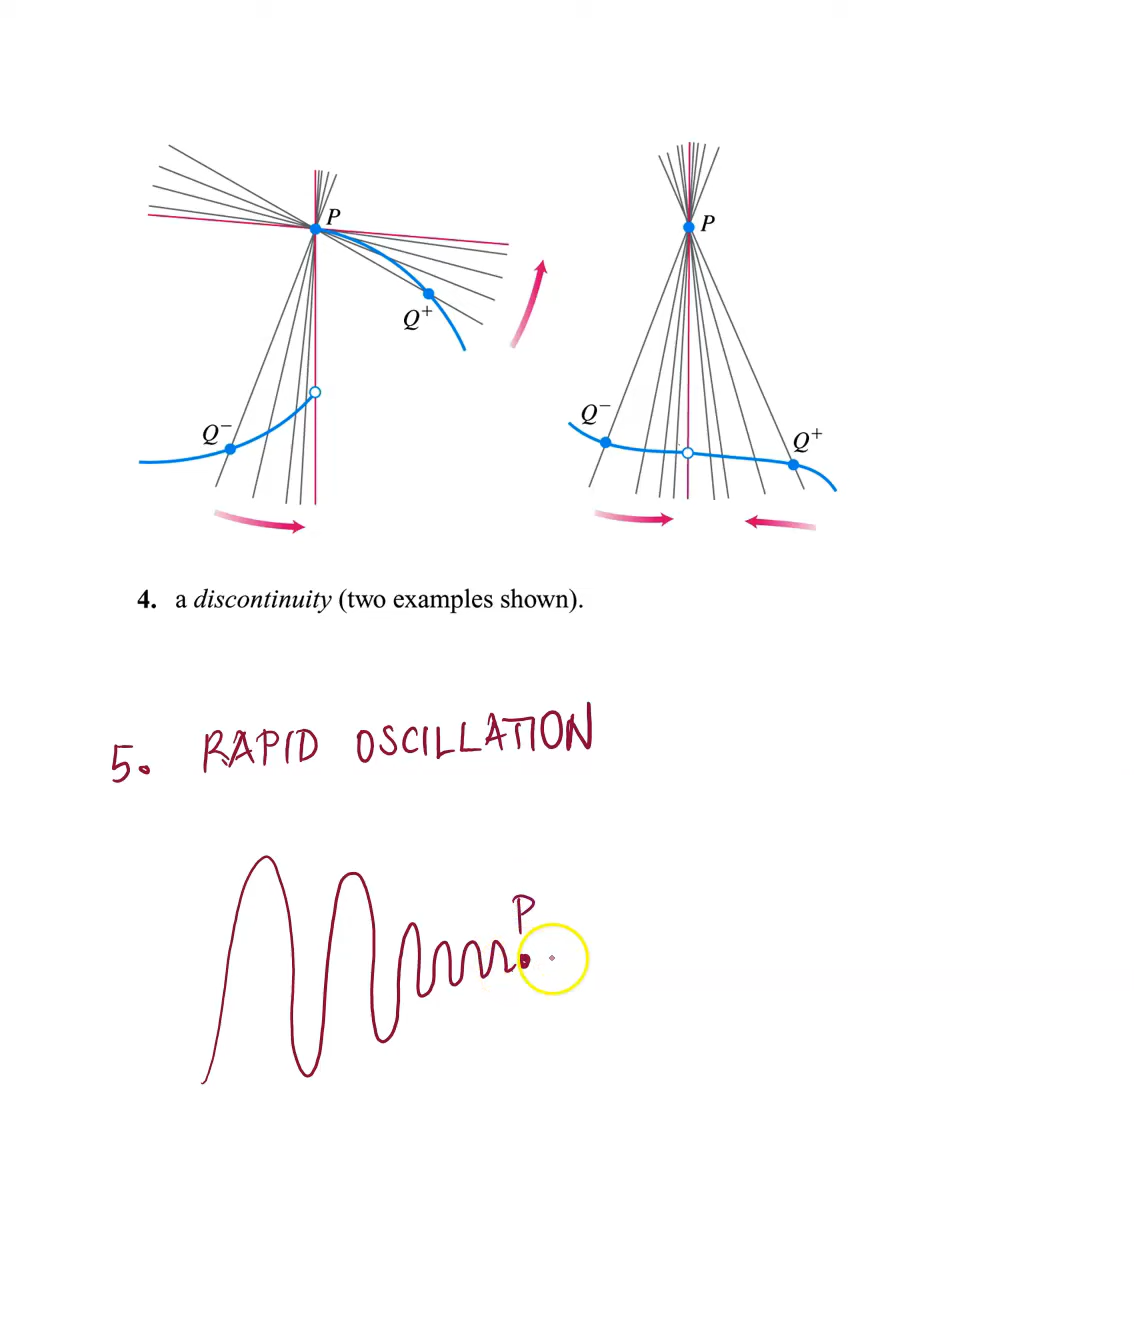 P
Q+
Q−
P
Q−
Q+
4. a discontinuity (two examples shown).
5. RAPID OSCILLATION
P